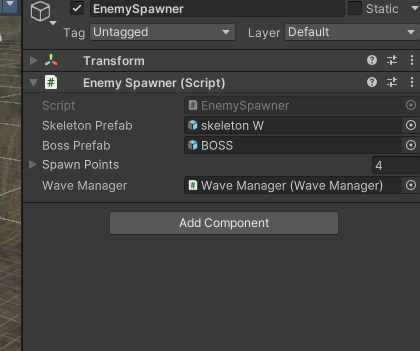 EnemySpawner
Static
Tag Untagged Layer Default
Transform
# Enemy Spawner (Script)
Script # EnemySpawner
Skeleton Prefab skeleton W
Boss Prefab BOSS
Spawn Points 4
Wave Manager # Wave Manager (Wave Manager)
Add Component